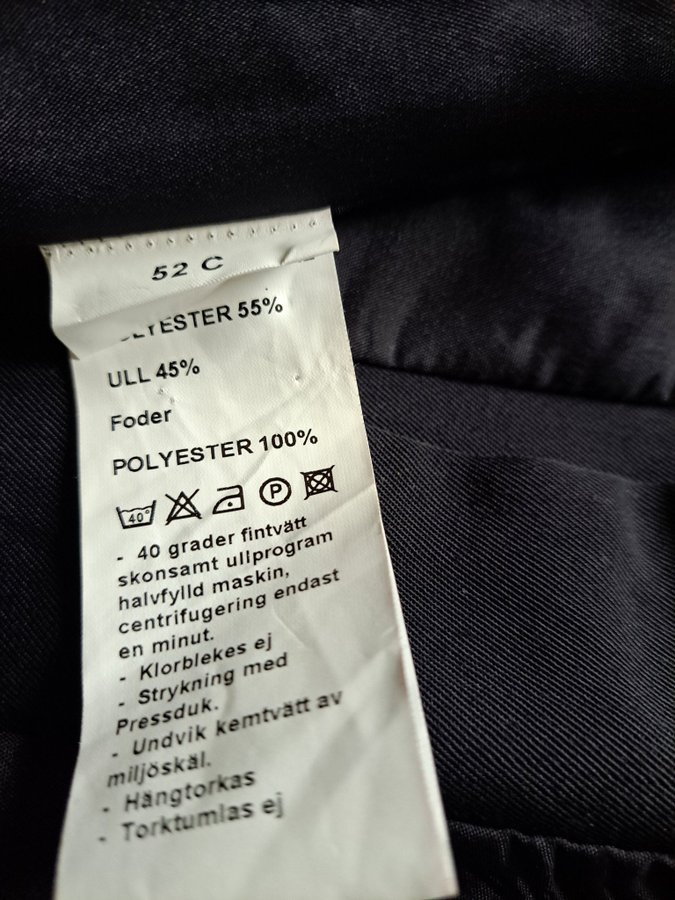 52 C
55%
ULL 45%
Foder
POLYESTER 100%
40° P
- 40 grader fintvätt
skonsamt ullprogram
halvfylld maskin,
centrifugering endast
en minut.
- Klorblekes ej
- Strykning med
Pressduk.
- Undvik kemtvätt av
miljöskäl.
- Hängtorkas
- Torktumlas ej